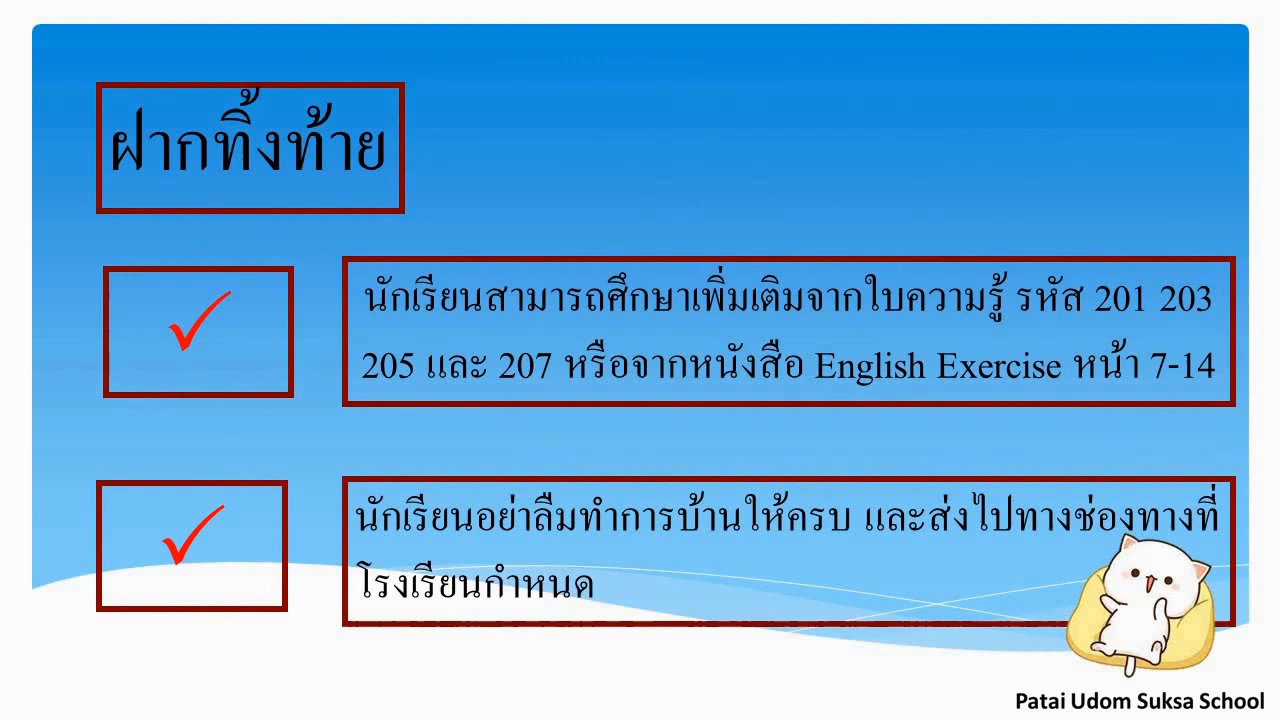 ฝากทิ้งท้าย
นักเรียนสามารถศึกษาเพิ่มเติมจากใบความรู้ รหัส 201 203
205 และ 207 หรือจากหนังสือ English Exercise หน้า 7-14
นักเรียนอย่าลืมทำการบ้านให้ครบ และส่งไปทางช่องทางที่
โรงเรียนกำหนด
Patai Udom Suksa School